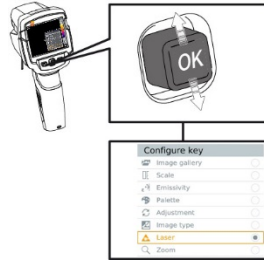 OK
Configure key
Image gallery
Scale
Emissivity
Palette
Adjustment
Image type
Laser
Zoom